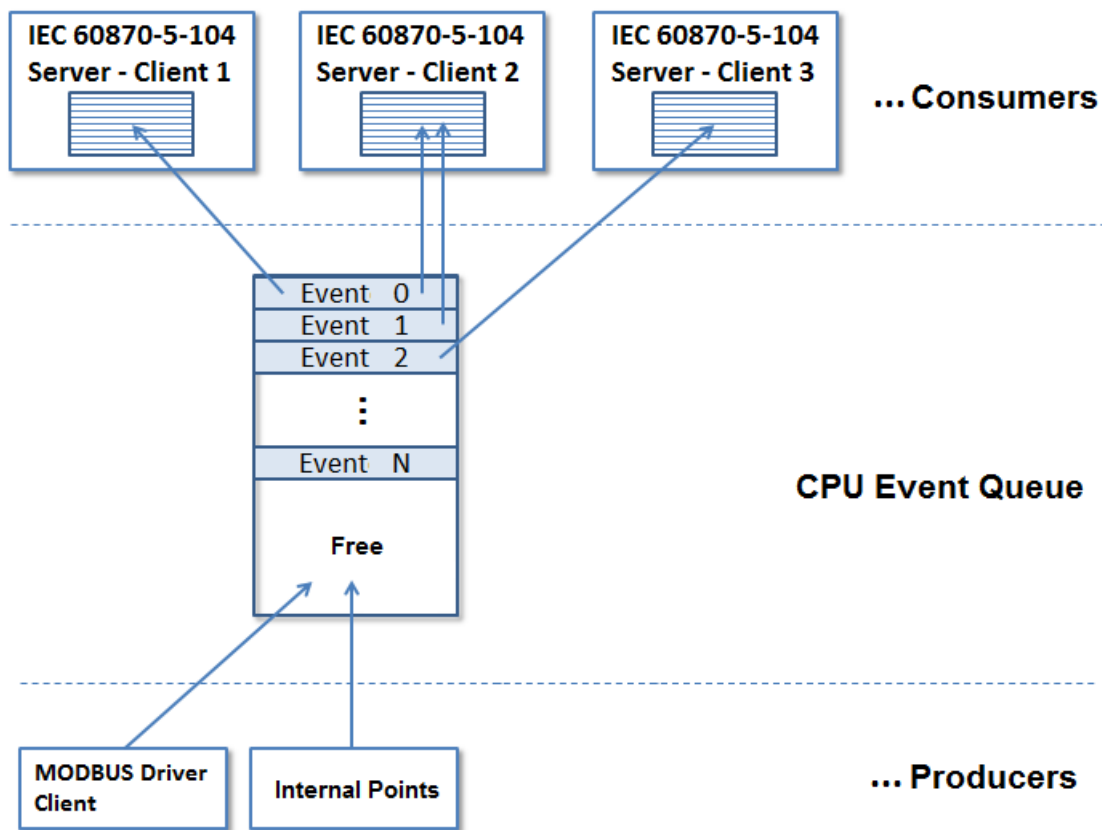 IEC 60870-5-104
Server - Client 1
IEC 60870-5-104
Server - Client 2
IEC 60870-5-104
Server - Client 3
... Consumers
Event 0
Event 1
Event 2
...
Event N
Free
CPU Event Queue
MODBUS Driver
Client
Internal Points
... Producers